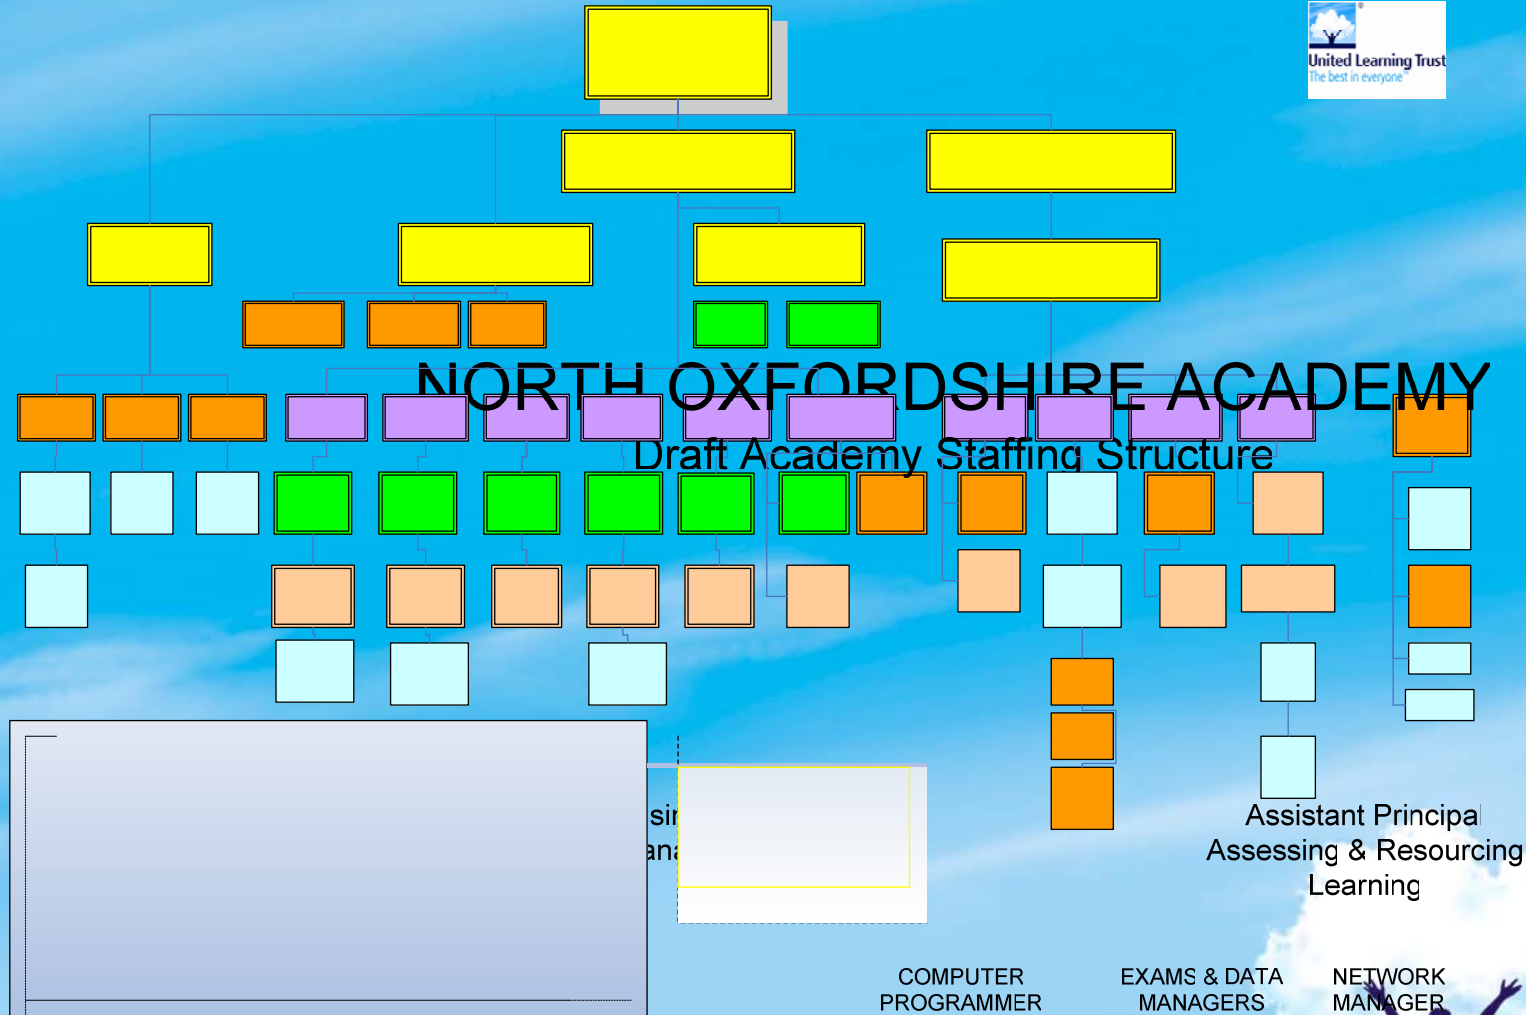 United Learning Trust
The best in everyone™
NORTH OXFORDSHIRE ACADEMY
Draft Academy Staffing Structure
Assistant Principal
Assessing & Resourcing
Learning
COMPUTER
PROGRAMMER
EXAMS & DATA
MANAGERS
NETWORK
MANAGER